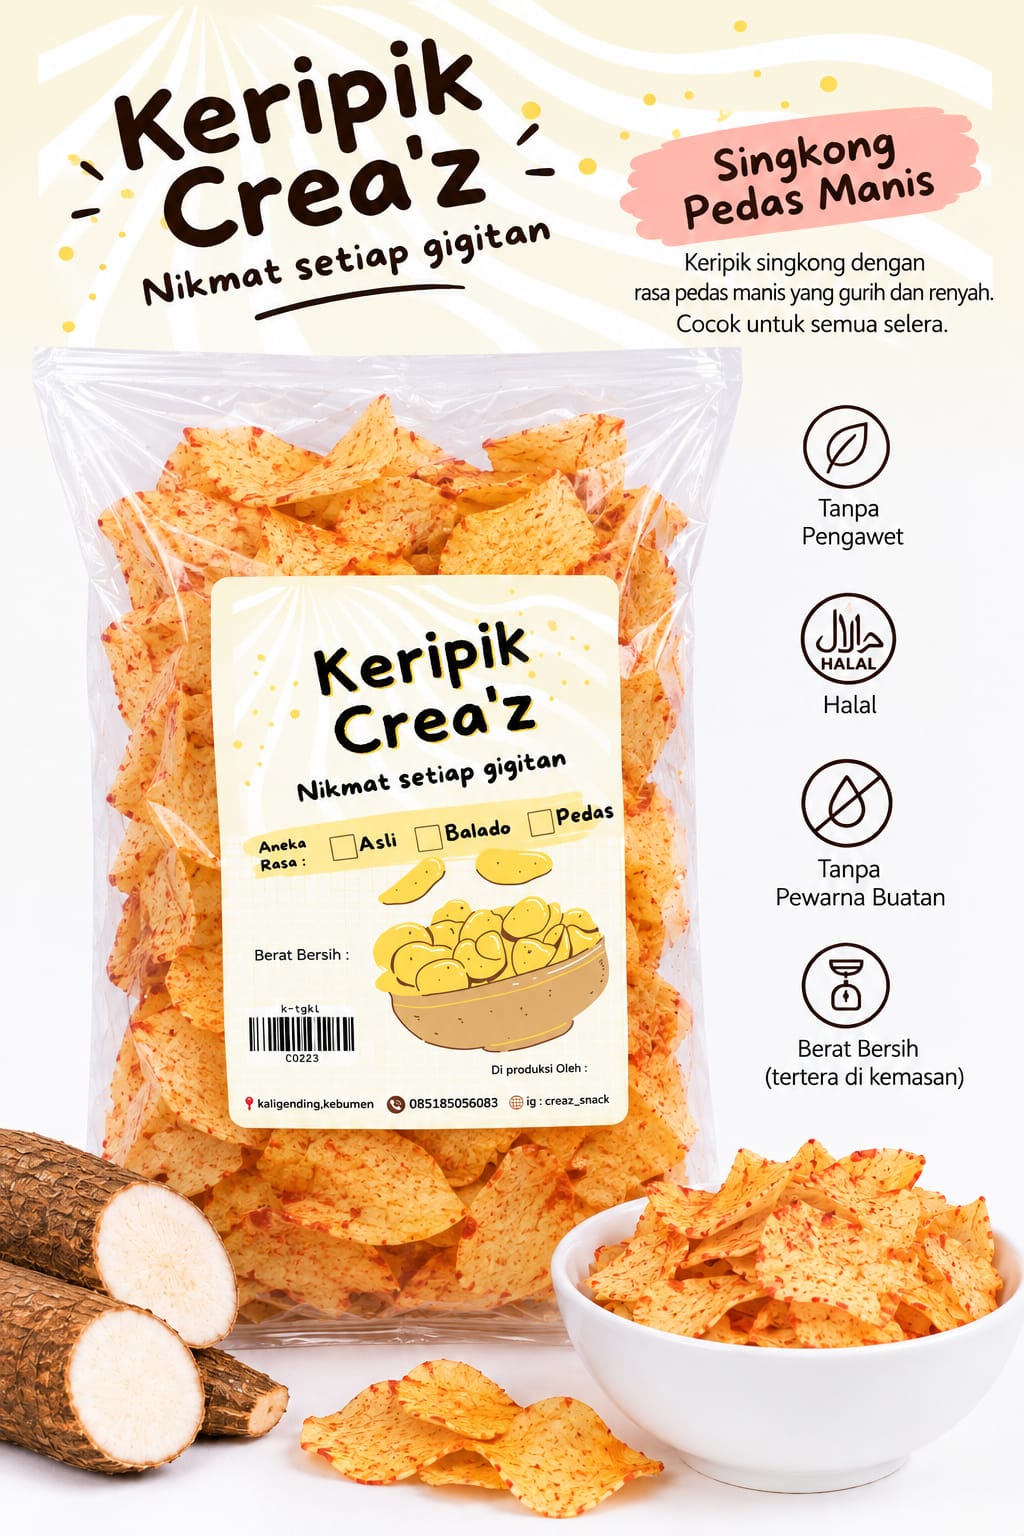 Keripik
Crea'z
Nikmat setiap gigitan
Singkong
Pedas Manis
Keripik singkong dengan
rasa pedas manis yang gurih dan renyah.
Cocok untuk semua selera.
Tanpa
Pengawet
حلال
HALAL
Halal
Tanpa
Pewarna Buatan
Berat Bersih
(tertera di kemasan)
Keripik
Crea'z
Nikmat setiap gigitan
Aneka
Rasa :
Asli
Balado
Pedas
Berat Bersih :
k-tgkl
C0223
Di produksi Oleh :
kaligending,kebumen
085185056083
ig : creaz_snack